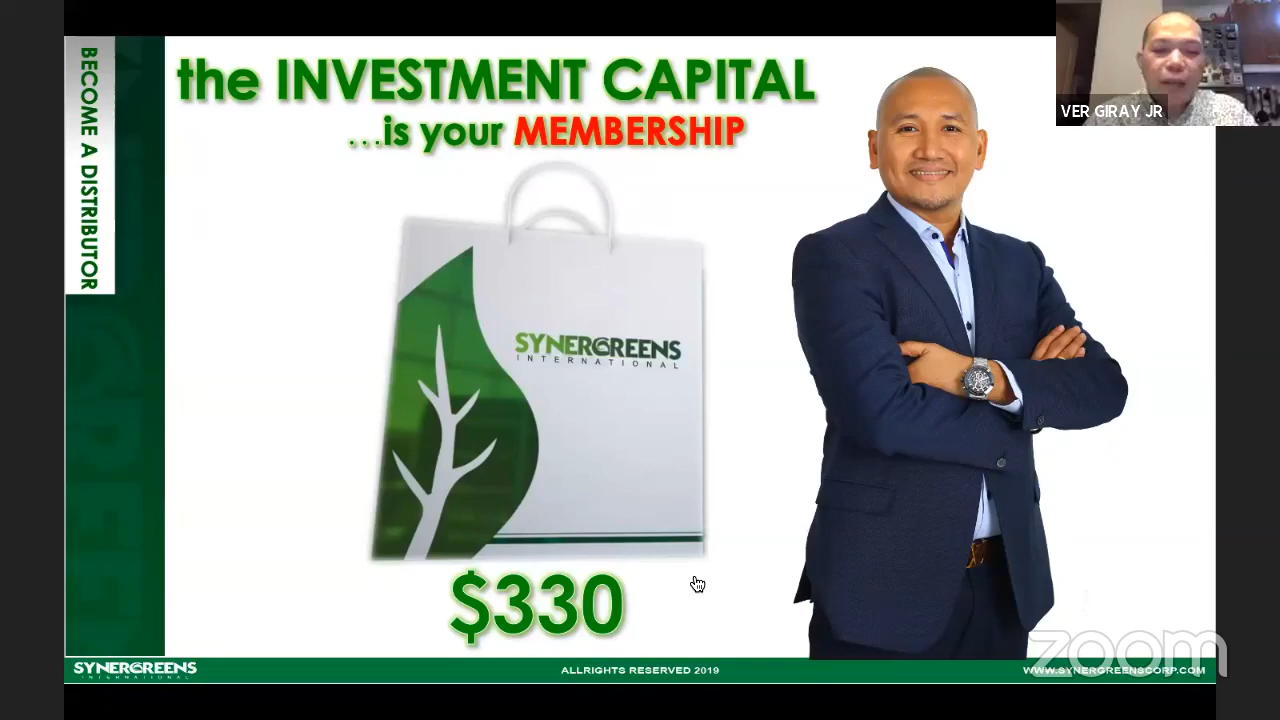 BECOME A DISTRIBUTOR
the INVESTMENT CAPITAL
...is your MEMBERSHIP
VER GIRAY JR
SYNERGREENS
INTERNATIONAL
$330
zoom
SYNERGREENS
INTERNATIONAL
ALLRIGHTS RESERVED 2019
WWW.SYNERGREENSCORP.COM